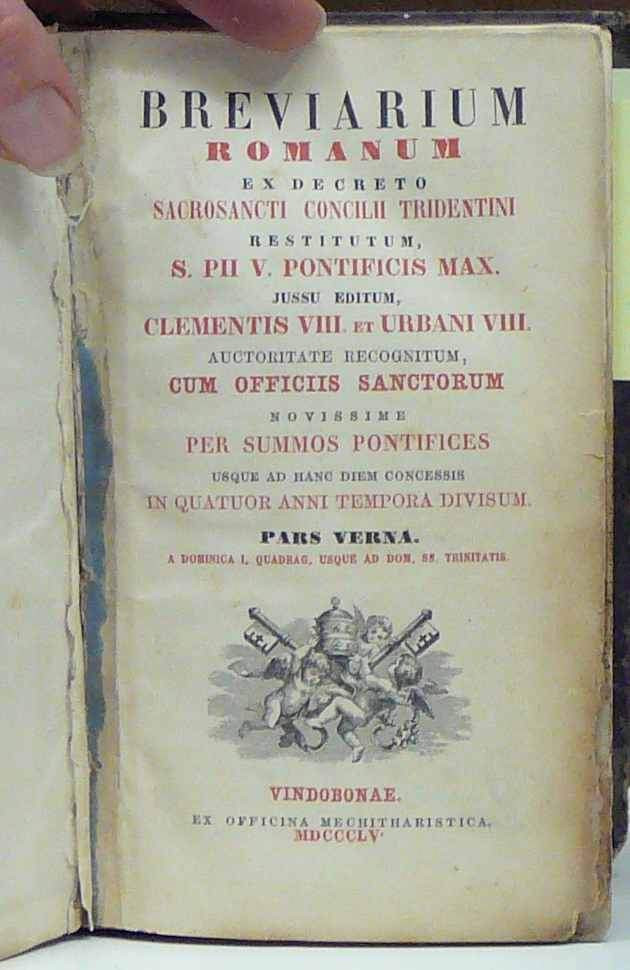 BREVIARIUM
ROMANUM
EX DECRETO
SACROSANCTI CONCILII TRIDENTINI
RESTITUTUM,
S. PII V. PONTIFICIS MAX.
JUSSU EDITUM,
CLEMENTIS VIII. ET URBANI VIII.
AUCTORITATE RECOGNITUM,
CUM OFFICIIS SANCTORUM
NOVISSIME
PER SUMMOS PONTIFICES
USQUE AD HANC DIEM CONCESSIS
IN QUATUOR ANNI TEMPORA DIVISUM.
PARS VERNA.
A DOMINICA I. QUADRAG. USQUE AD DOM. SS. TRINITATIS.
VINDOBONAE.
EX OFFICINA MECHITHARISTICA.
MDCCCLV.